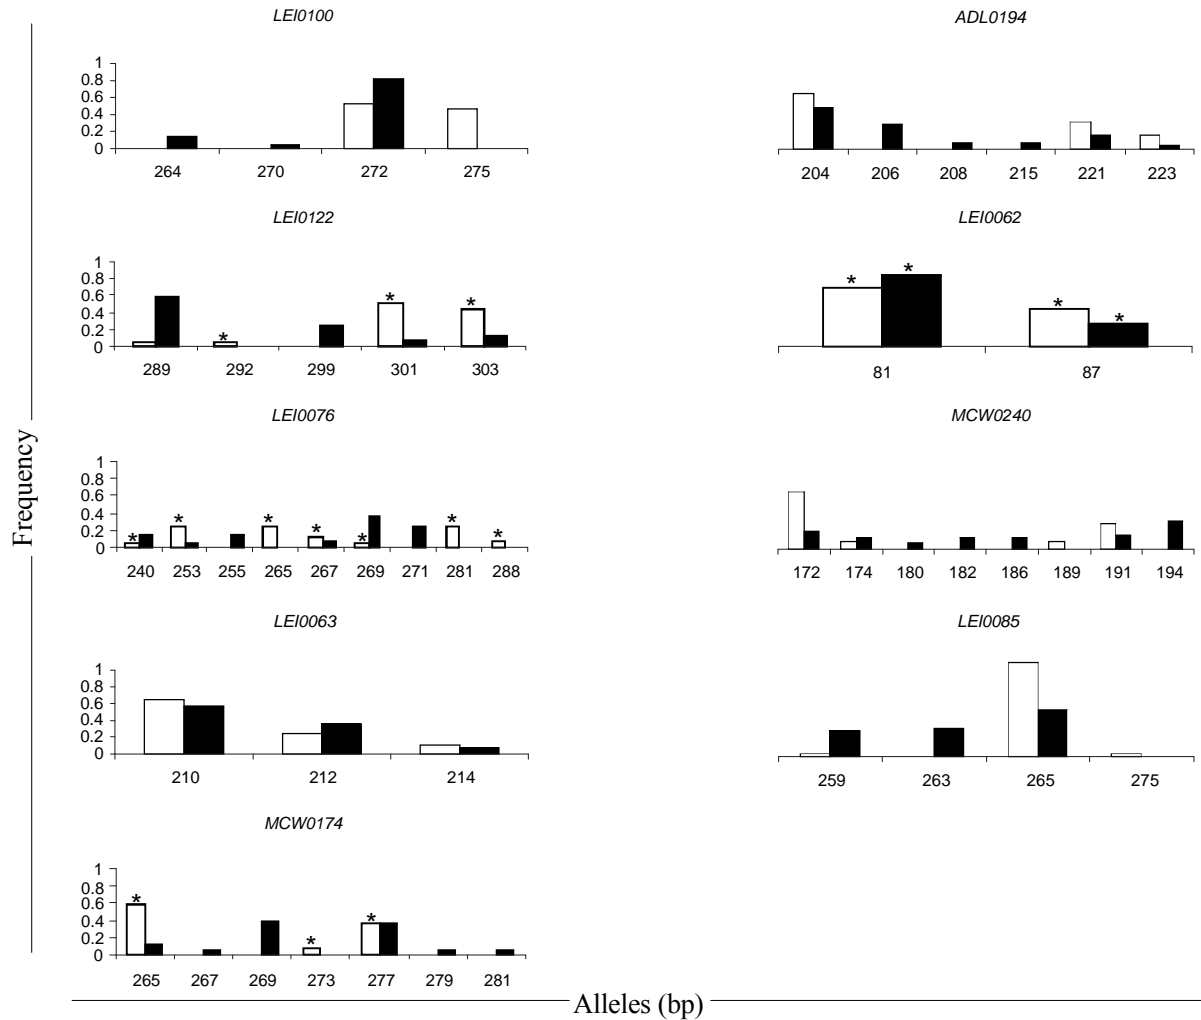 LEI0100
1
0.8
0.6
0.4
0.2
0
264 270 272 275
ADL0194
204 206 208 215 221 223
LEI0122
1
0.8
0.6
0.4
0.2
0
* * *
289 292 299 301 303
LEI0062
* * * *
81 87
LEI0076
1
0.8
0.6
0.4
0.2
0
* * * * * * *
240 253 255 265 267 269 271 281 288
MCW0240
172 174 180 182 186 189 191 194
LEI0063
1
0.8
0.6
0.4
0.2
0
210 212 214
LEI0085
259 263 265 275
MCW0174
1
0.8
0.6
0.4
0.2
0
* * *
265 267 269 273 277 279 281
Frequency
Alleles (bp)